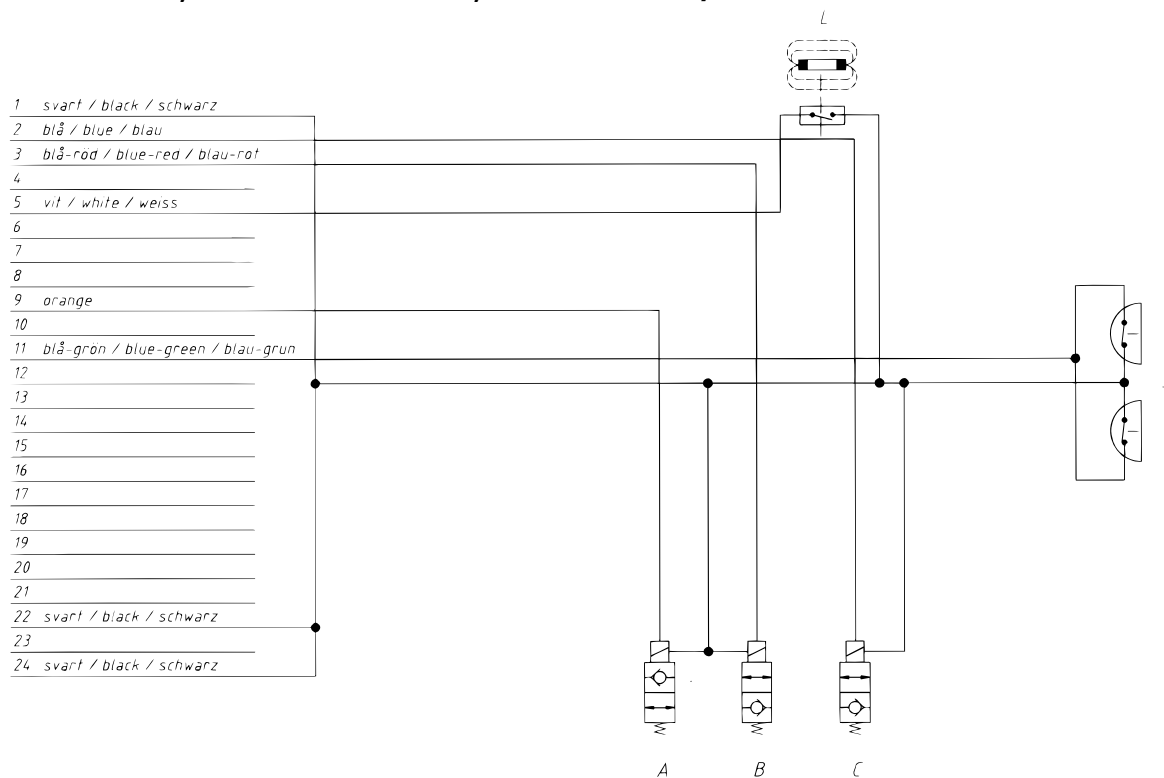 L
1 svart / black / schwarz
2 blå / blue / blau
3 blå-röd / blue-red / blau-rot
4
5 vit / white / weiss
6
7
8
9 orange
10
11 blå-grön / blue-green / blau-grun
12
13
14
15
16
17
18
19
20
21
22 svart / black / schwarz
23
24 svart / black / schwarz
A B C